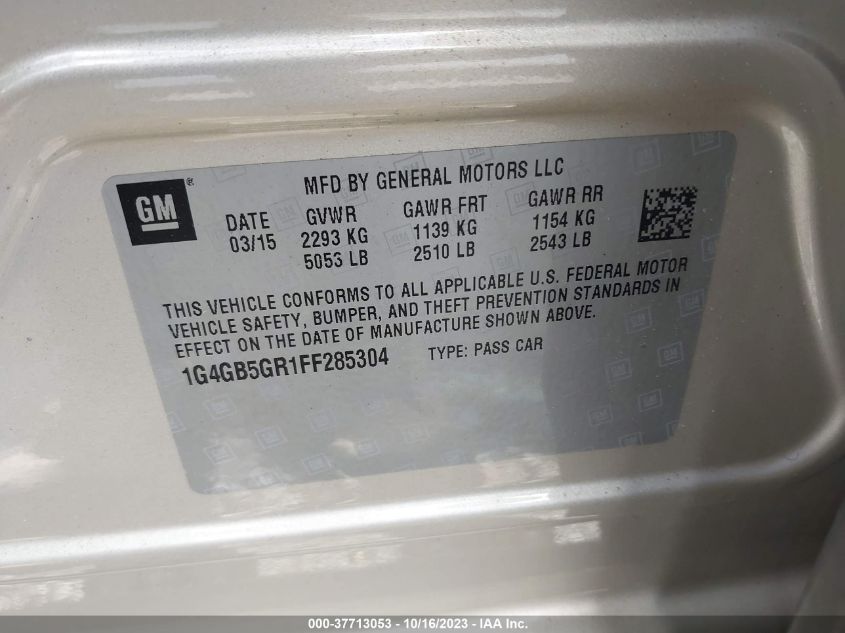 GM®
MFD BY GENERAL MOTORS LLC
DATE GVWR GAWR FRT GAWR RR
03/15 2293 KG 1139 KG 1154 KG
5053 LB 2510 LB 2543 LB
THIS VEHICLE CONFORMS TO ALL APPLICABLE U.S. FEDERAL MOTOR
VEHICLE SAFETY, BUMPER, AND THEFT PREVENTION STANDARDS IN
EFFECT ON THE DATE OF MANUFACTURE SHOWN ABOVE.
1G4GB5GR1FF285304 TYPE: PASS CAR
000-37713053 - 10/16/2023 - IAA Inc.